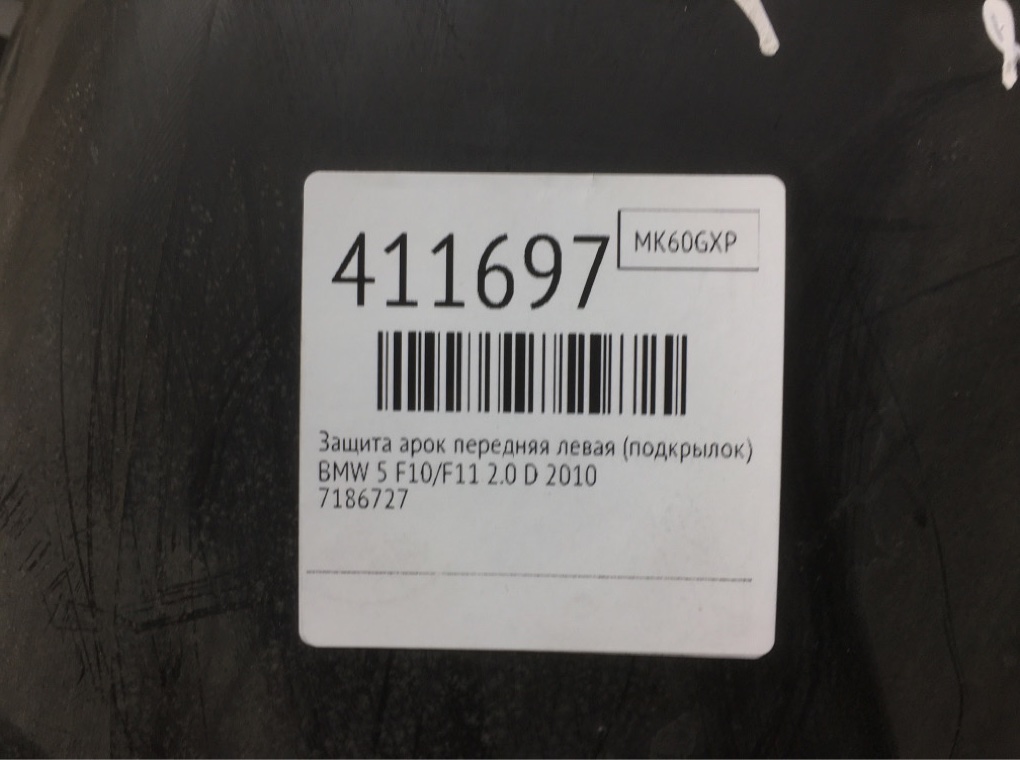 411697
MK60GXP
Защита арок передняя левая (подкрылок)
BMW 5 F10/F11 2.0 D 2010
7186727